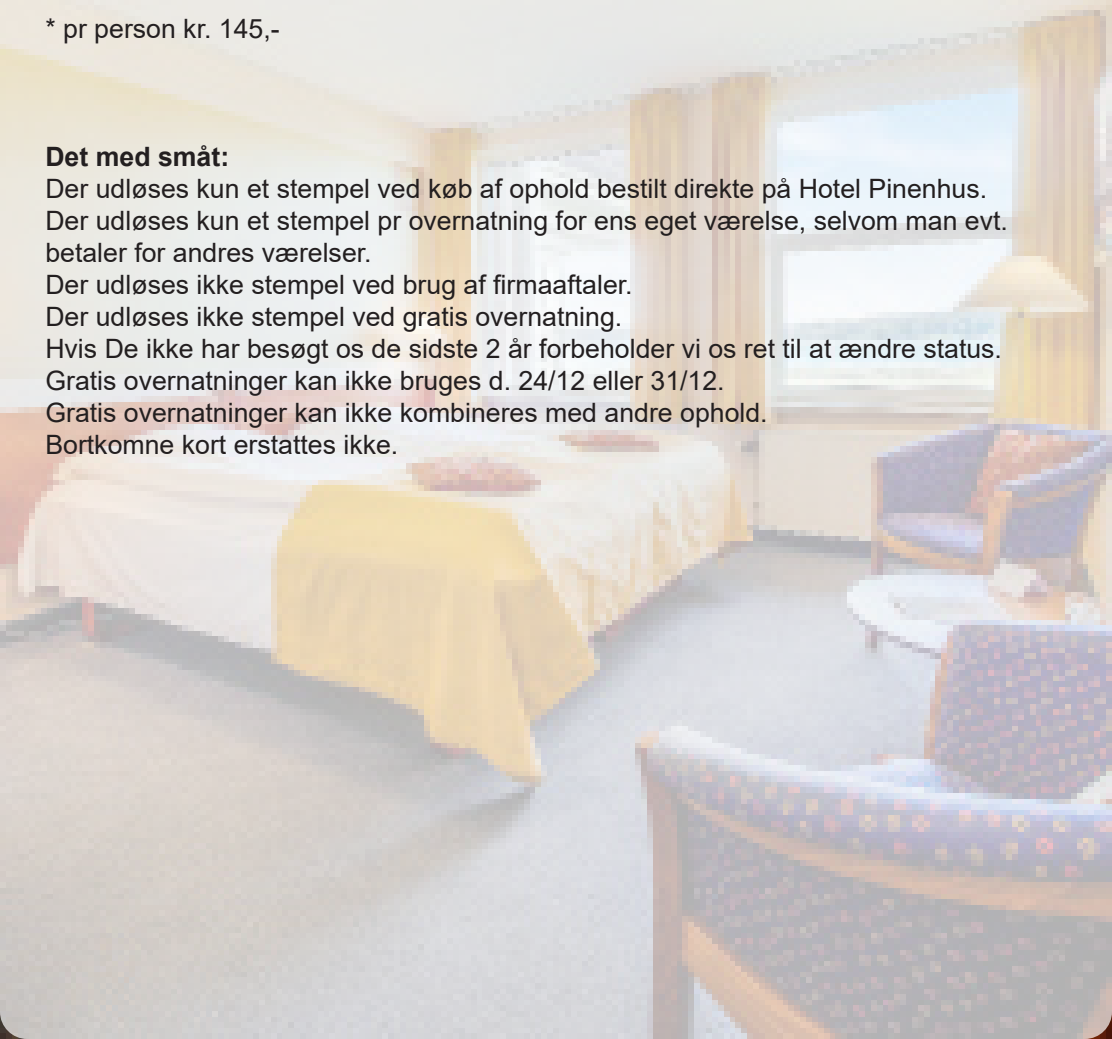 * pr person kr. 145,-
Det med småt:
Der udløses kun et stempel ved køb af ophold bestilt direkte på Hotel Pinenhus.
Der udløses kun et stempel pr overnatning for ens eget værelse, selvom man evt.
betaler for andres værelser.
Der udløses ikke stempel ved brug af firmaaftaler.
Der udløses ikke stempel ved gratis overnatning.
Hvis De ikke har besøgt os de sidste 2 år forbeholder vi os ret til at ændre status.
Gratis overnatninger kan ikke bruges d. 24/12 eller 31/12.
Gratis overnatninger kan ikke kombineres med andre ophold.
Bortkomne kort erstattes ikke.